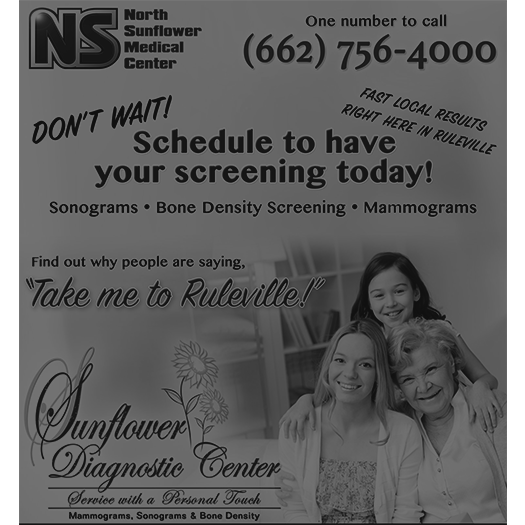 NS North
Sunflower
Medical
Center
One number to call
(662) 756-4000
DON'T WAIT!
FAST LOCAL RESULTS
RIGHT HERE IN RULEVILLE
Schedule to have
your screening today!
Sonograms • Bone Density Screening • Mammograms
Find out why people are saying,
"Take me to Ruleville!"
Sunflower
Diagnostic Center
Service with a Personal Touch
Mammograms, Sonograms & Bone Density